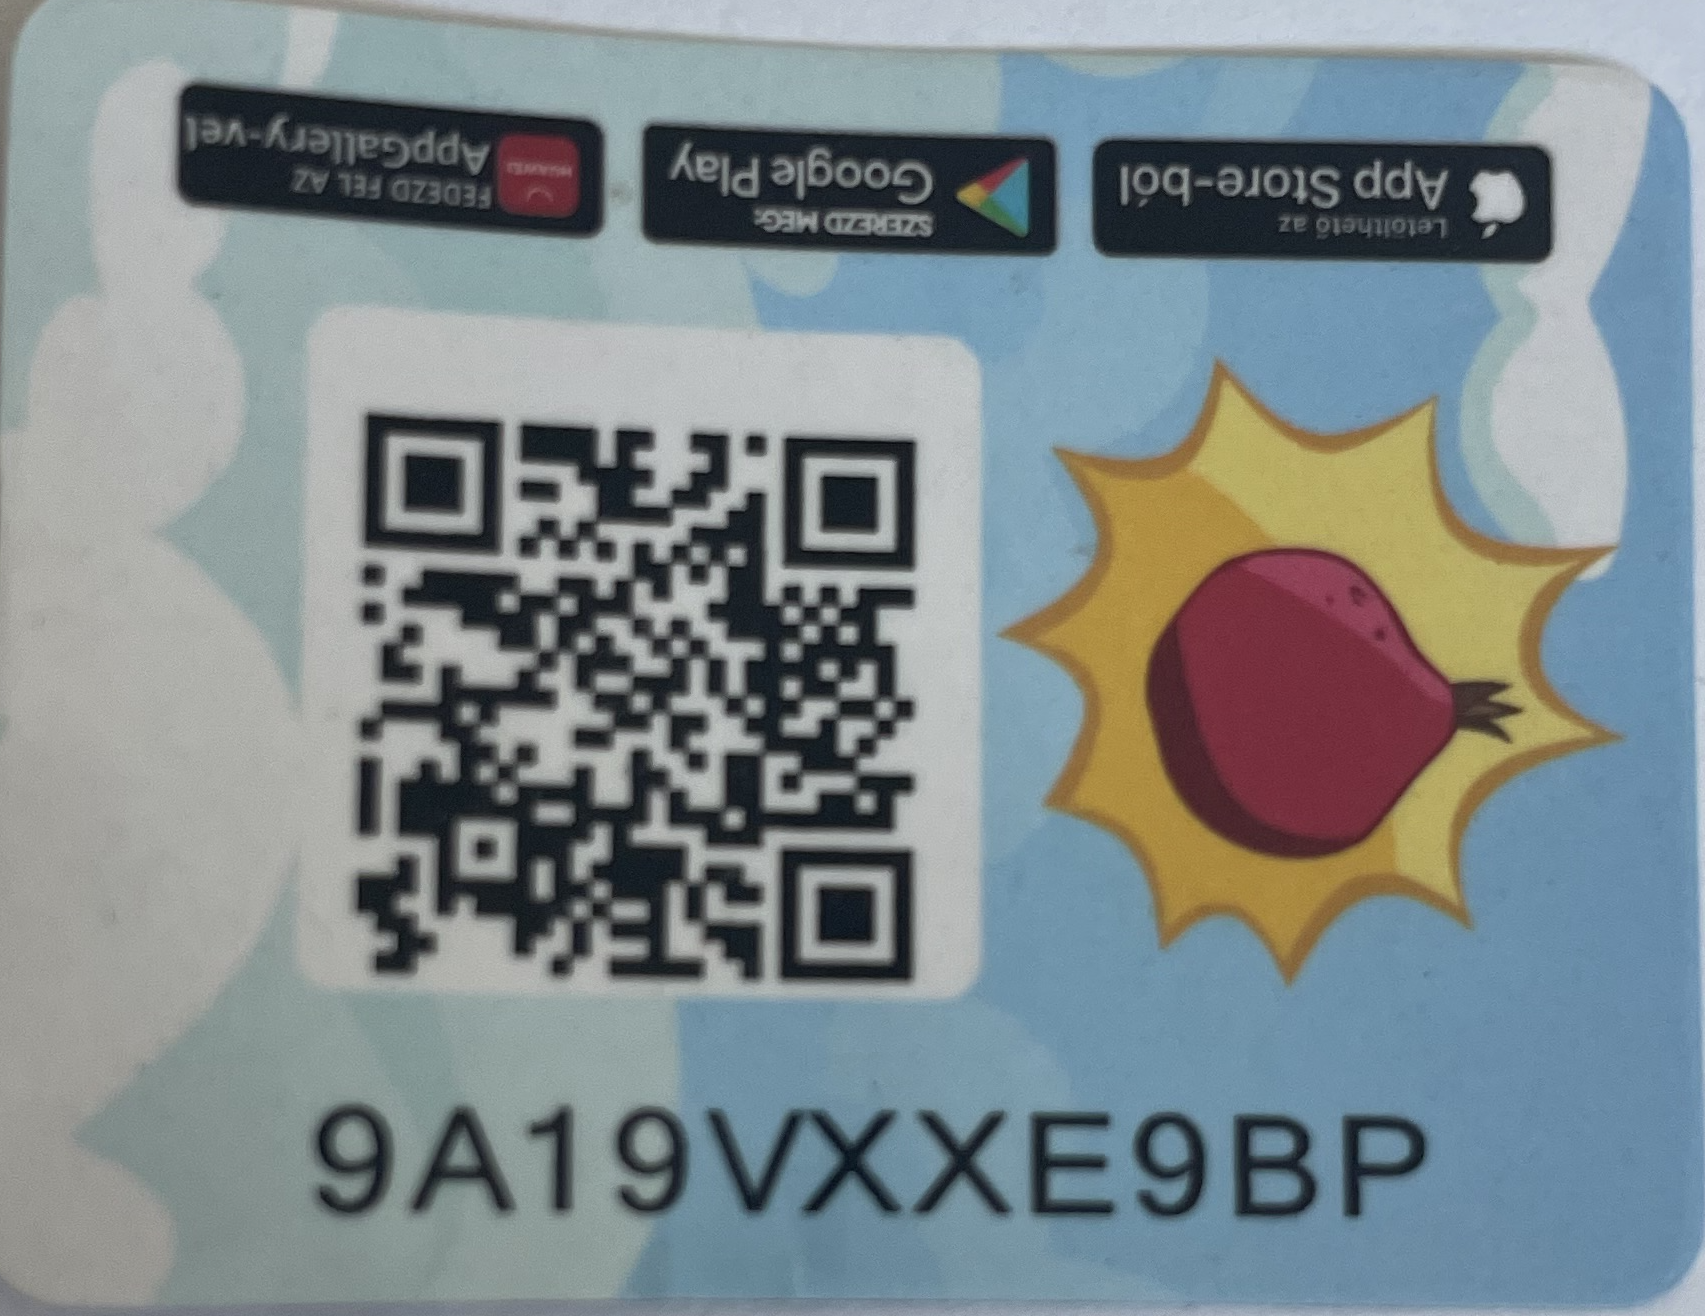 Letölthető az
App Store-ból
SZEREZD MEG:
Google Play
FEDEZD FEL AZ
AppGallery-vel
HUAWEI
9A19VXXE9BP